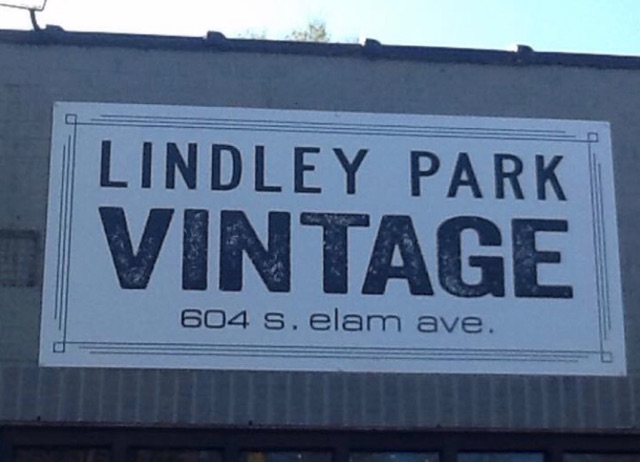 LINDLEY PARK
VINTAGE
604 s. elam ave.